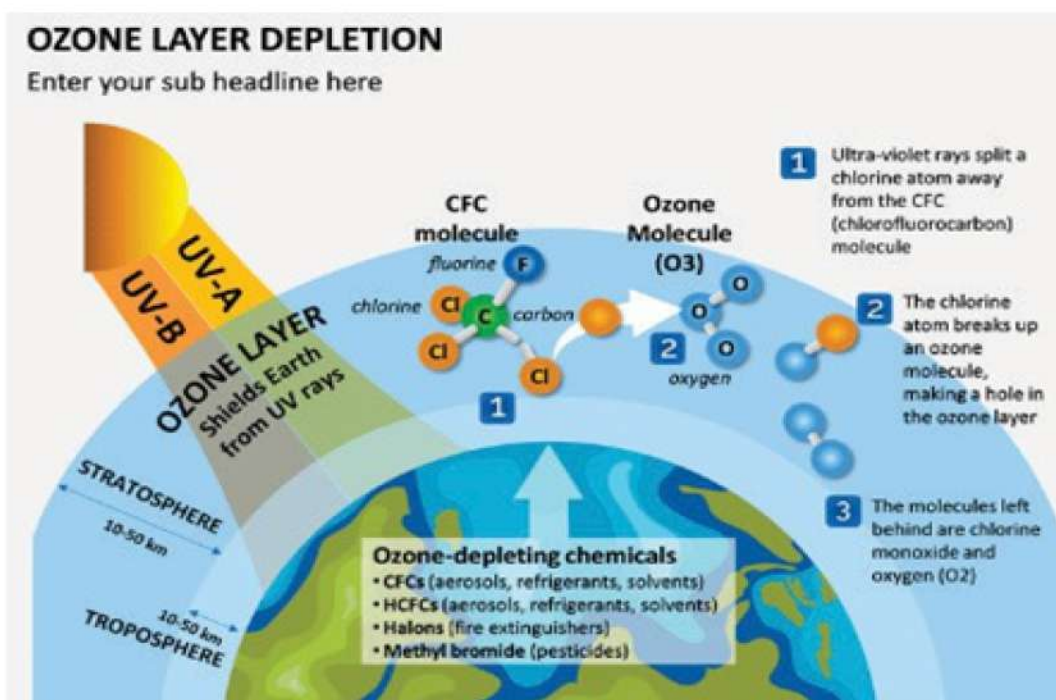 OZONE LAYER DEPLETION
Enter your sub headline here
UV-A
UV-B
OZONE LAYER
Shields Earth
from UV rays
STRATOSPHERE
10-50 km
10-50 km
TROPOSPHERE
CFC
molecule
fluorine
F
chlorine
Cl
C
carbon
Cl
Cl
1
Ozone
Molecule
(O3)
O
O
O
2
oxygen
1
Ultra-violet rays split a
chlorine atom away
from the CFC
(chlorofluorocarbon)
molecule
2
The chlorine
atom breaks up
an ozone
molecule,
making a hole in
the ozone layer
3
The molecules left
behind are chlorine
monoxide and
oxygen (O2)
Ozone-depleting chemicals
• CFCs (aerosols, refrigerants, solvents)
• HCFCs (aerosols, refrigerants, solvents)
• Halons (fire extinguishers)
• Methyl bromide (pesticides)